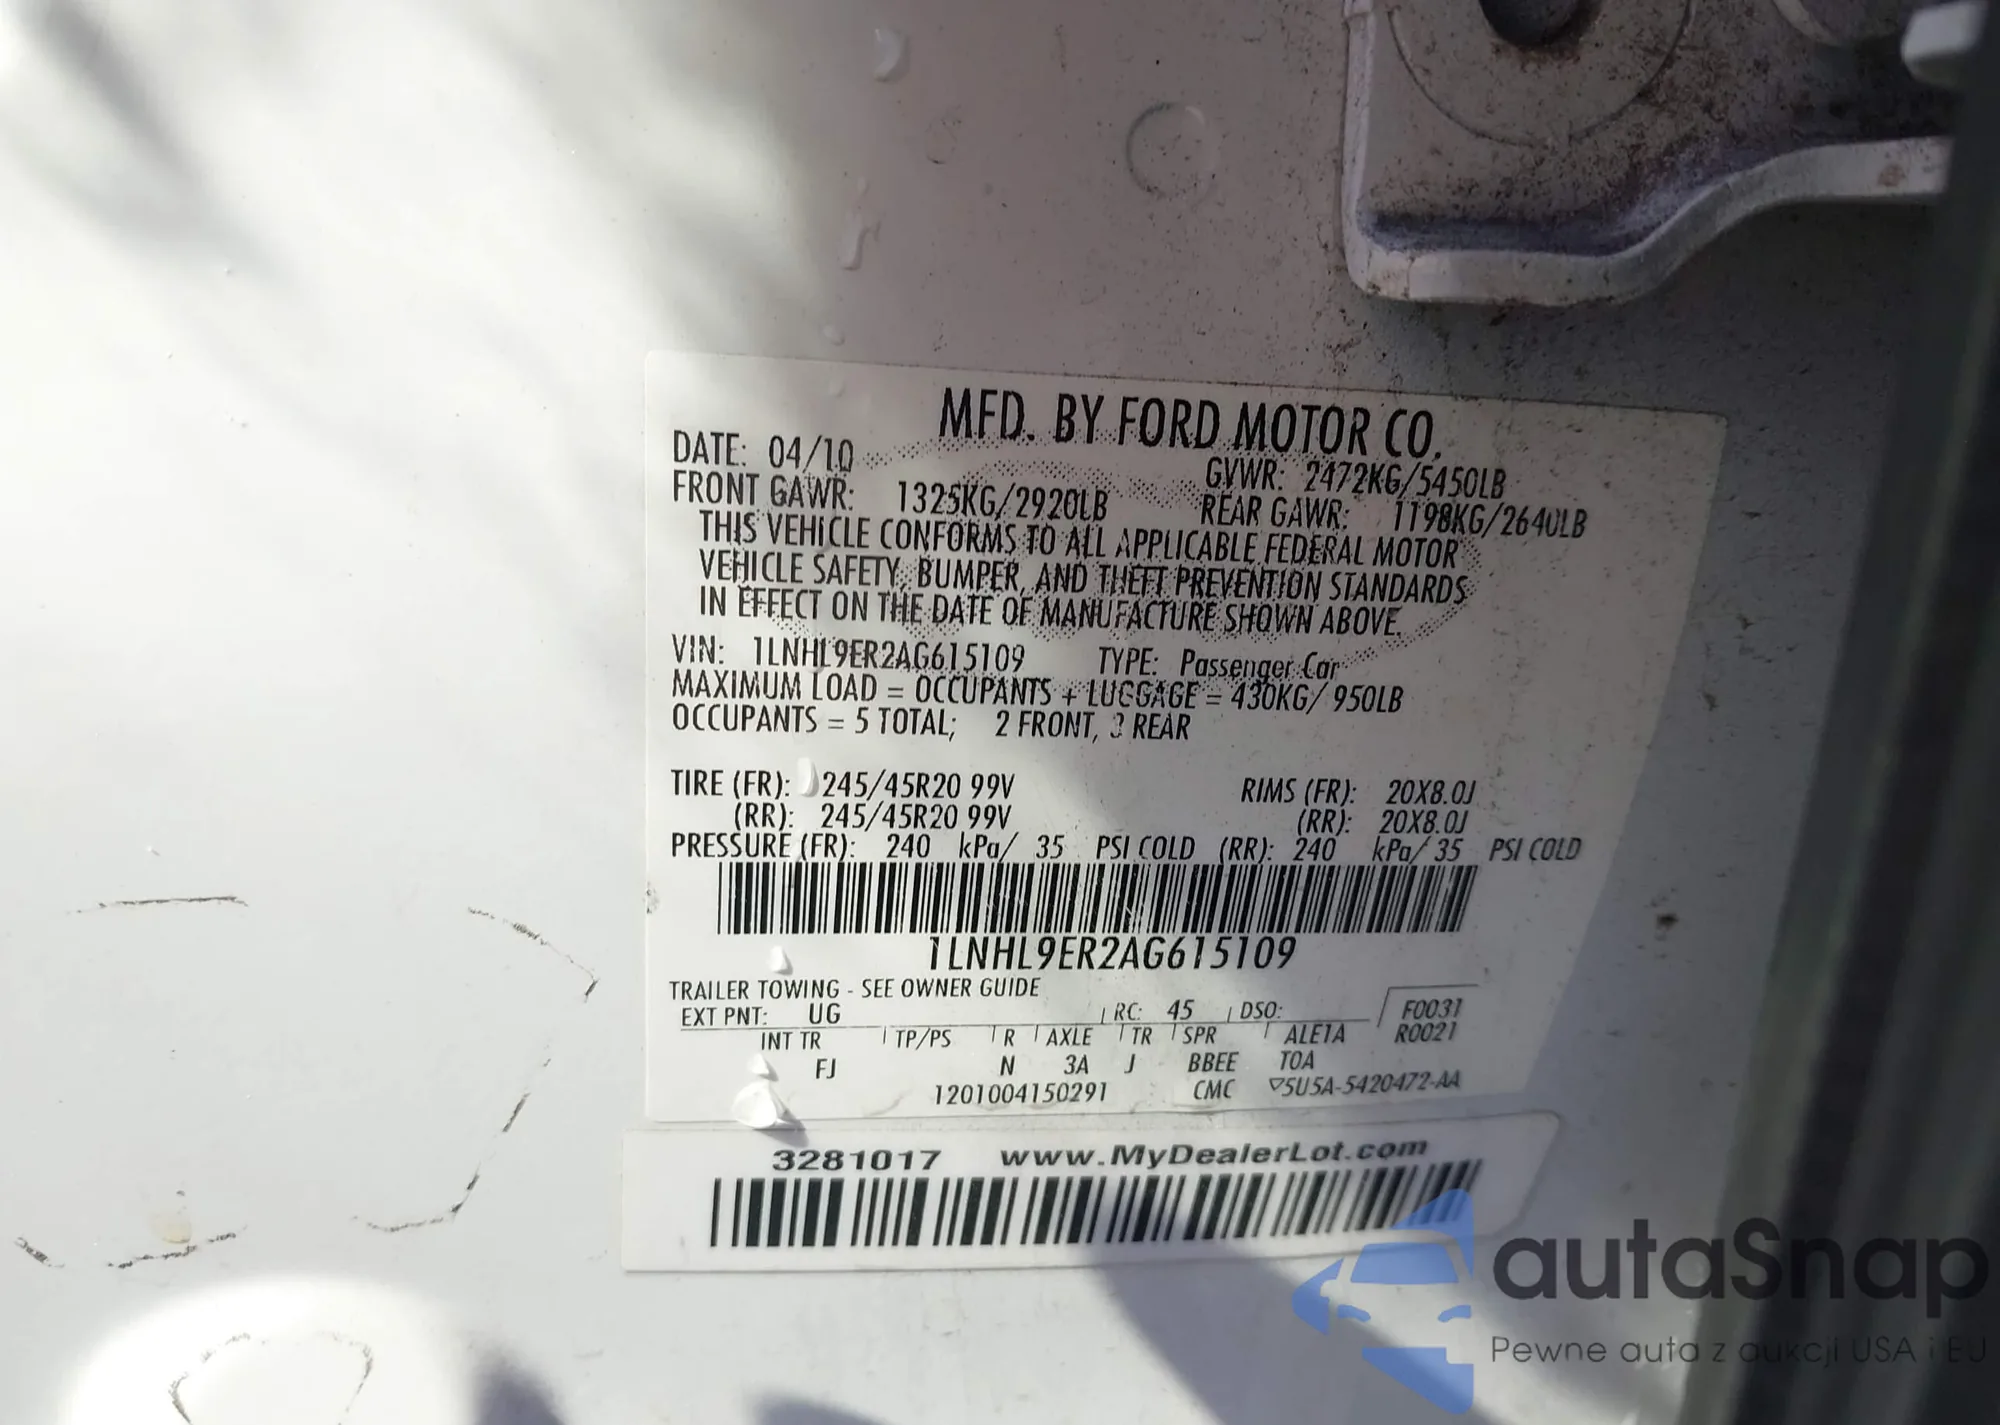 MFD. BY FORD MOTOR CO.
DATE: 04/10
GVWR: 2472KG/5450LB
FRONT GAWR: 1325KG/2920LB
REAR GAWR: 1198KG/2640LB
THIS VEHICLE CONFORMS TO ALL APPLICABLE FEDERAL MOTOR
VEHICLE SAFETY, BUMPER, AND THEFT PREVENTION STANDARDS
IN EFFECT ON THE DATE OF MANUFACTURE SHOWN ABOVE.
VIN: 1LNHL9ER2AG615109 TYPE: Passenger Car
MAXIMUM LOAD = OCCUPANTS + LUGGAGE = 430KG/ 950LB
OCCUPANTS = 5 TOTAL; 2 FRONT, 3 REAR
TIRE (FR): 245/45R20 99V RIMS (FR): 20X8.0J
(RR): 245/45R20 99V (RR): 20X8.0J
PRESSURE (FR): 240 kPa/ 35 PSI COLD (RR): 240 kPa/ 35 PSI COLD
1LNHL9ER2AG615109
TRAILER TOWING - SEE OWNER GUIDE
EXT PNT: UG RC: 45 DSO: F0031
INT TR TP/PS R AXLE TR SPR ALE1A R0021
FJ N 3A J BBEE TOA
1201004150291 CMC ▽5U5A-5420472-AA
3281017 www.MyDealerLot.com
autaSnap
Pewne auta z aukcji USA i EU